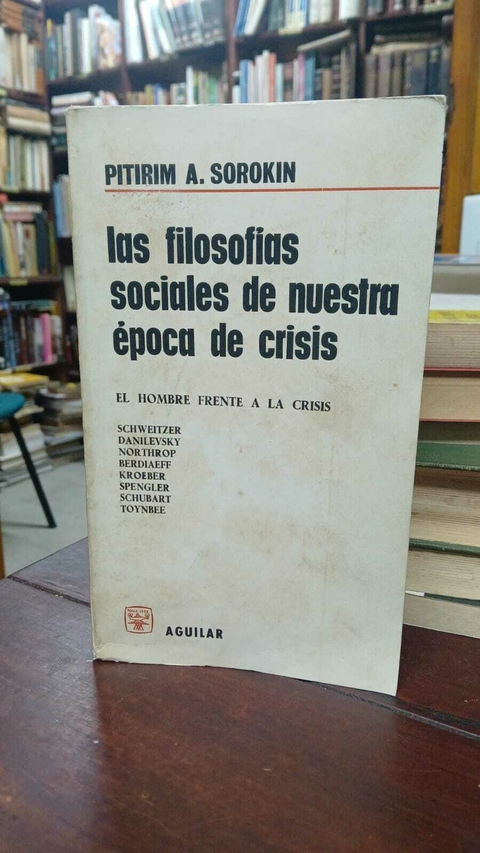 PITIRIM A. SOROKIN
las filosofías
sociales de nuestra
época de crisis
EL HOMBRE FRENTE A LA CRISIS
SCHWEITZER
DANILEVSKY
NORTHROP
BERDIAEFF
KROEBER
SPENGLER
SCHUBART
TOYNBEE
AGUILAR